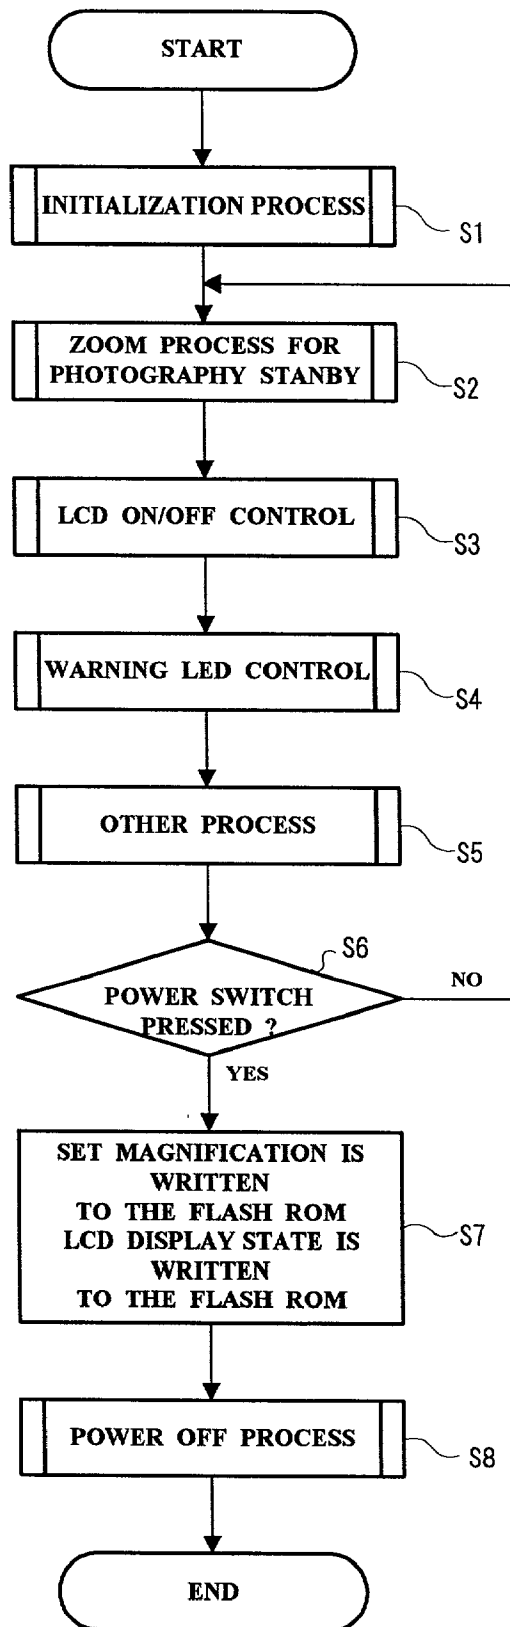 START
INITIALIZATION PROCESS
S1
ZOOM PROCESS FOR
PHOTOGRAPHY STANBY
S2
LCD ON/OFF CONTROL
S3
WARNING LED CONTROL
S4
OTHER PROCESS
S5
S6
POWER SWITCH
PRESSED ?
NO
YES
SET MAGNIFICATION IS
WRITTEN
TO THE FLASH ROM
LCD DISPLAY STATE IS
WRITTEN
TO THE FLASH ROM
S7
POWER OFF PROCESS
S8
END